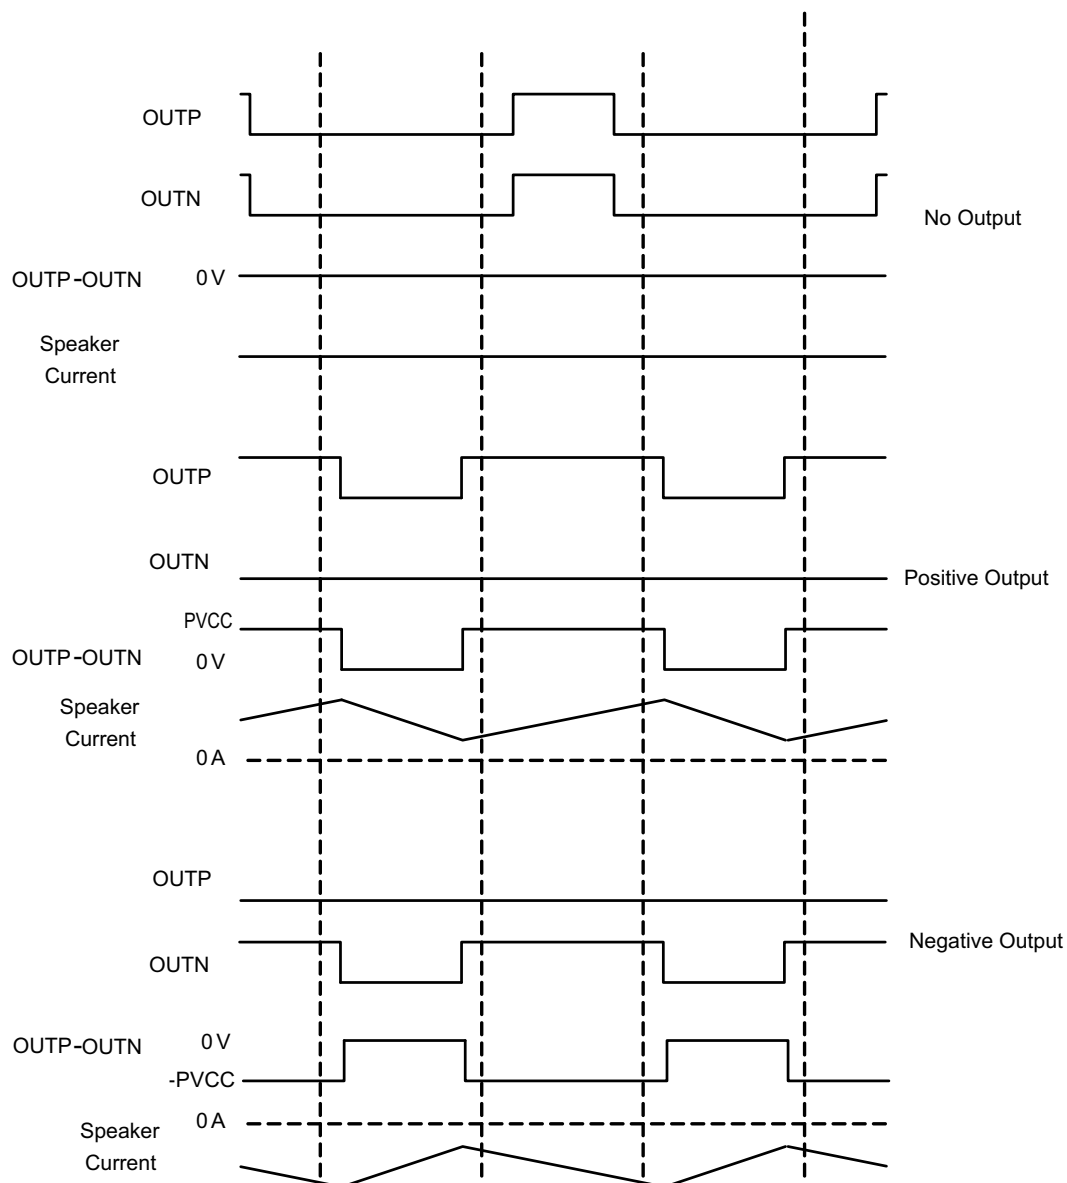 OUTP
OUTN
No Output
OUTP-OUTN 0 V
Speaker
Current
OUTP
OUTN
Positive Output
PVCC
OUTP-OUTN 0 V
Speaker
Current
0 A
OUTP
Negative Output
OUTN
OUTP-OUTN 0 V
-PVCC
0 A
Speaker
Current